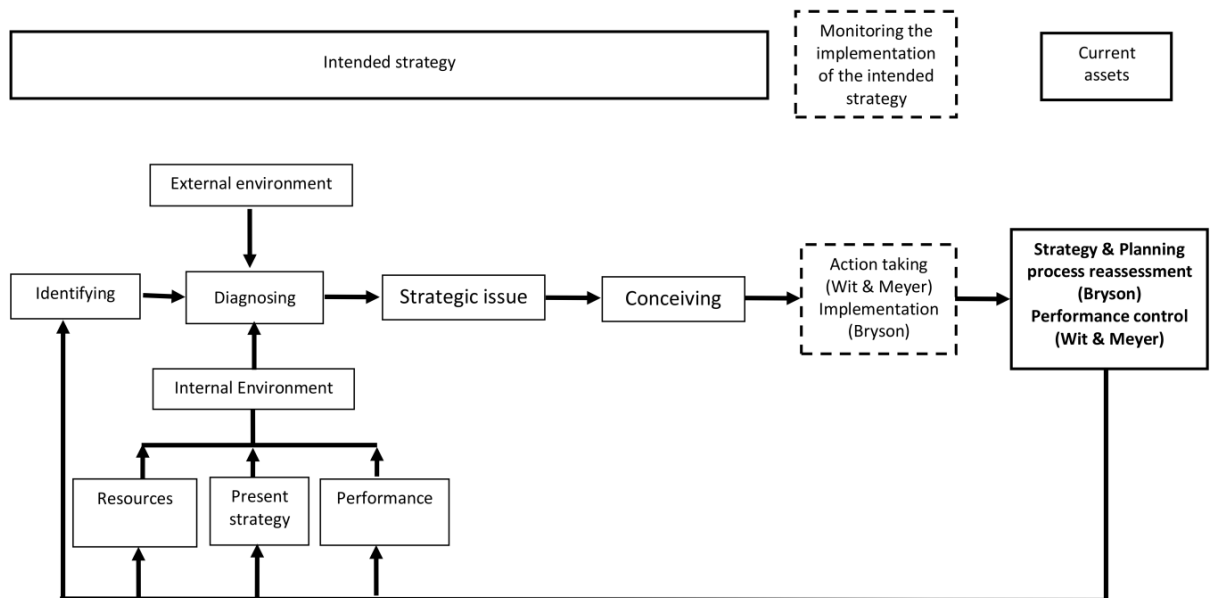 Intended strategy
Monitoring the
implementation
of the intended
strategy
Current
assets
External environment
Identifying
Diagnosing
Strategic issue
Conceiving
Action taking
(Wit & Meyer)
Implementation
(Bryson)
Strategy & Planning
process reassessment
(Bryson)
Performance control
(Wit & Meyer)
Internal Environment
Resources
Present
strategy
Performance